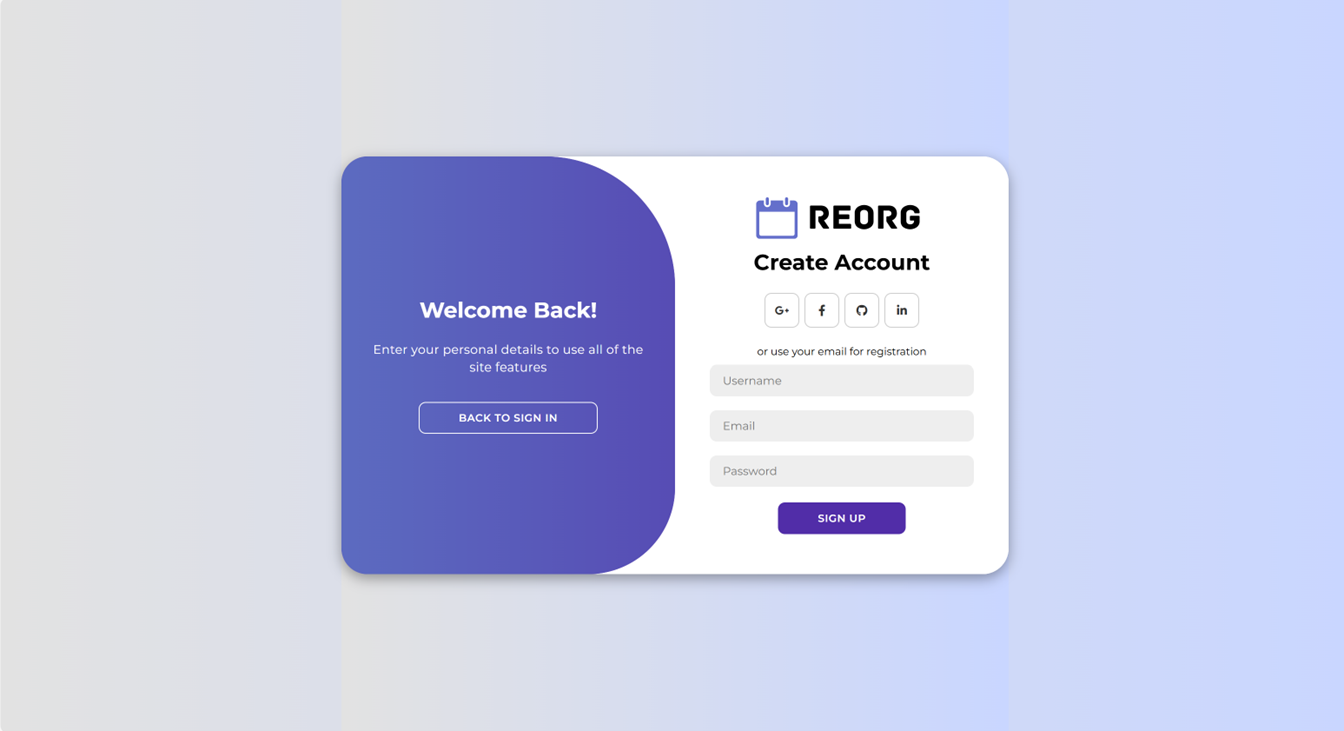 Welcome Back!
Enter your personal details to use all of the
site features
BACK TO SIGN IN
REORG
Create Account
G+ f in
or use your email for registration
Username
Email
Password
SIGN UP